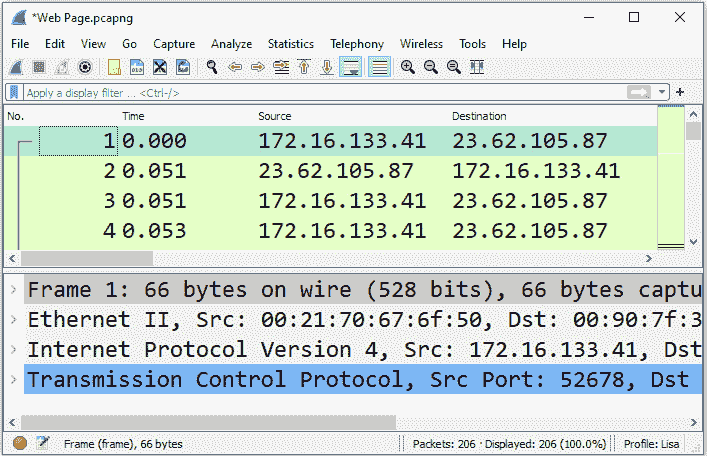 *Web Page.pcapng
File Edit View Go Capture Analyze Statistics Telephony Wireless Tools Help
Apply a display filter … <Ctrl-/>
No. Time Source Destination
1 0.000 172.16.133.41 23.62.105.87
2 0.051 23.62.105.87 172.16.133.41
3 0.051 172.16.133.41 23.62.105.87
4 0.053 172.16.133.41 23.62.105.87
Frame 1: 66 bytes on wire (528 bits), 66 bytes captu
Ethernet II, Src: 00:21:70:67:6f:50, Dst: 00:90:7f:3
Internet Protocol Version 4, Src: 172.16.133.41, Dst
Transmission Control Protocol, Src Port: 52678, Dst
Frame (frame), 66 bytes Packets: 206 · Displayed: 206 (100.0%) Profile: Lisa